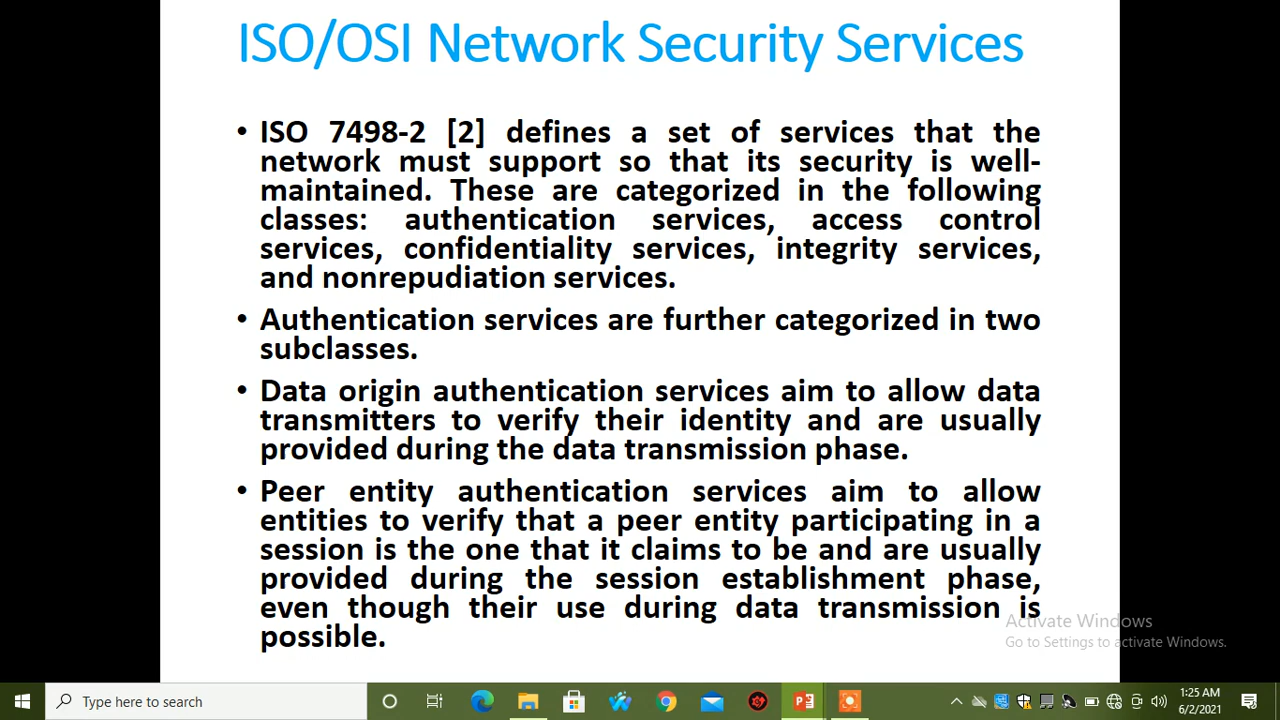 ISO/OSI Network Security Services
• ISO 7498-2 [2] defines a set of services that the
network must support so that its security is well-
maintained. These are categorized in the following
classes: authentication services, access control
services, confidentiality services, integrity services,
and nonrepudiation services.
• Authentication services are further categorized in two
subclasses.
• Data origin authentication services aim to allow data
transmitters to verify their identity and are usually
provided during the data transmission phase.
• Peer entity authentication services aim to allow
entities to verify that a peer entity participating in a
session is the one that it claims to be and are usually
provided during the session establishment phase,
even though their use during data transmission is
possible.
Activate Windows
Go to Settings to activate Windows.
Type here to search
1:25 AM
6/2/2021